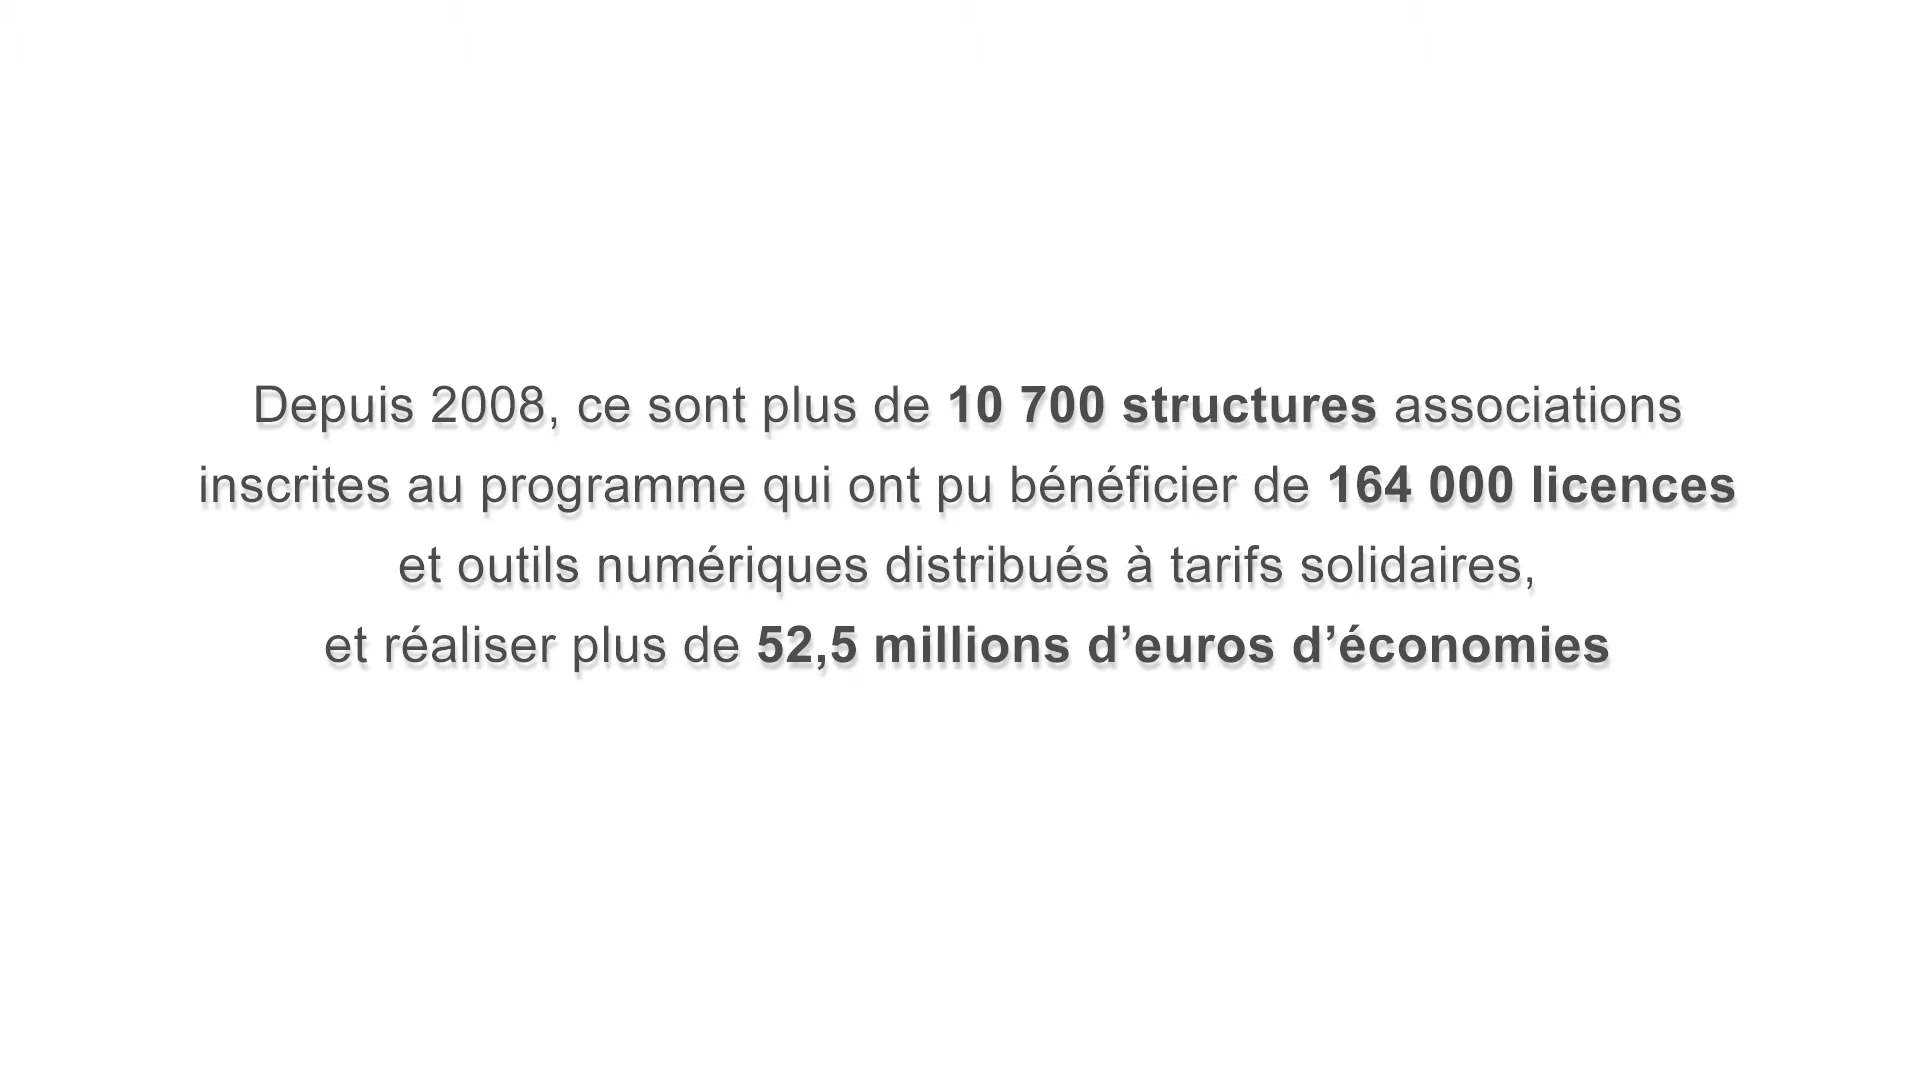 Depuis 2008, ce sont plus de 10 700 structures associations
inscrites au programme qui ont pu bénéficier de 164 000 licences
et outils numériques distribués à tarifs solidaires,
et réaliser plus de 52,5 millions d’euros d’économies